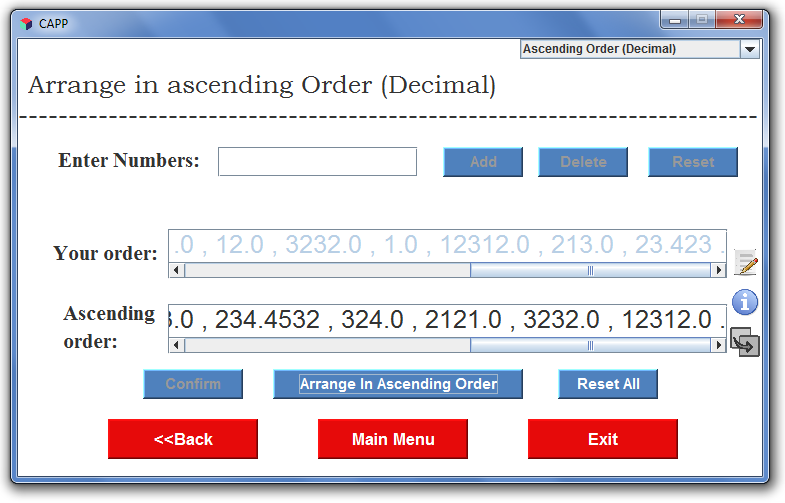 CAPP
Ascending Order (Decimal)
Arrange in ascending Order (Decimal)
Enter Numbers:
Add
Delete
Reset
Your order:
.0 , 12.0 , 3232.0 , 1.0 , 12312.0 , 213.0 , 23.423 .
Ascending
order:
3.0 , 234.4532 , 324.0 , 2121.0 , 3232.0 , 12312.0 .
Confirm
Arrange In Ascending Order
Reset All
<<Back
Main Menu
Exit